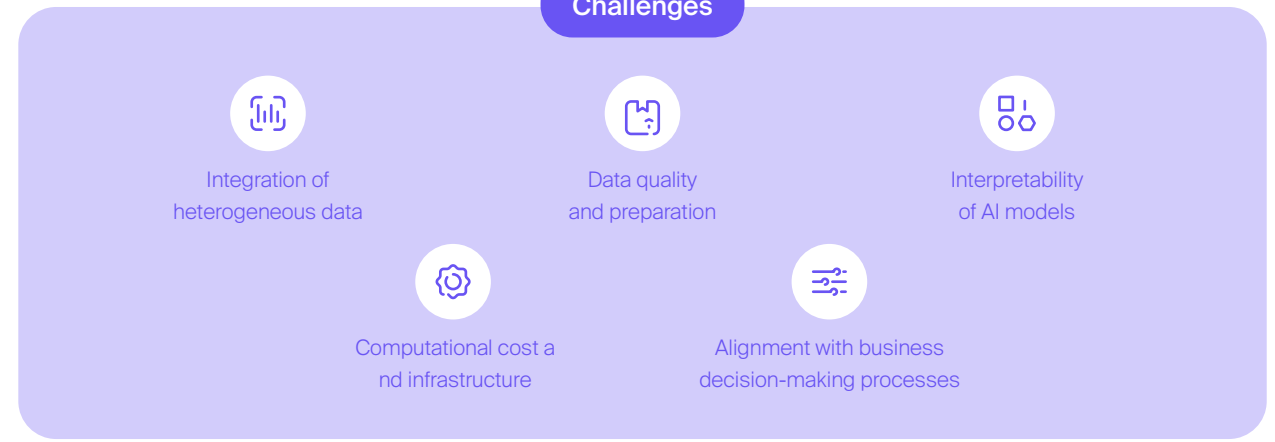 Challenges
Integration of
heterogeneous data
Data quality
and preparation
Interpretability
of AI models
Computational cost a
nd infrastructure
Alignment with business
decision-making processes